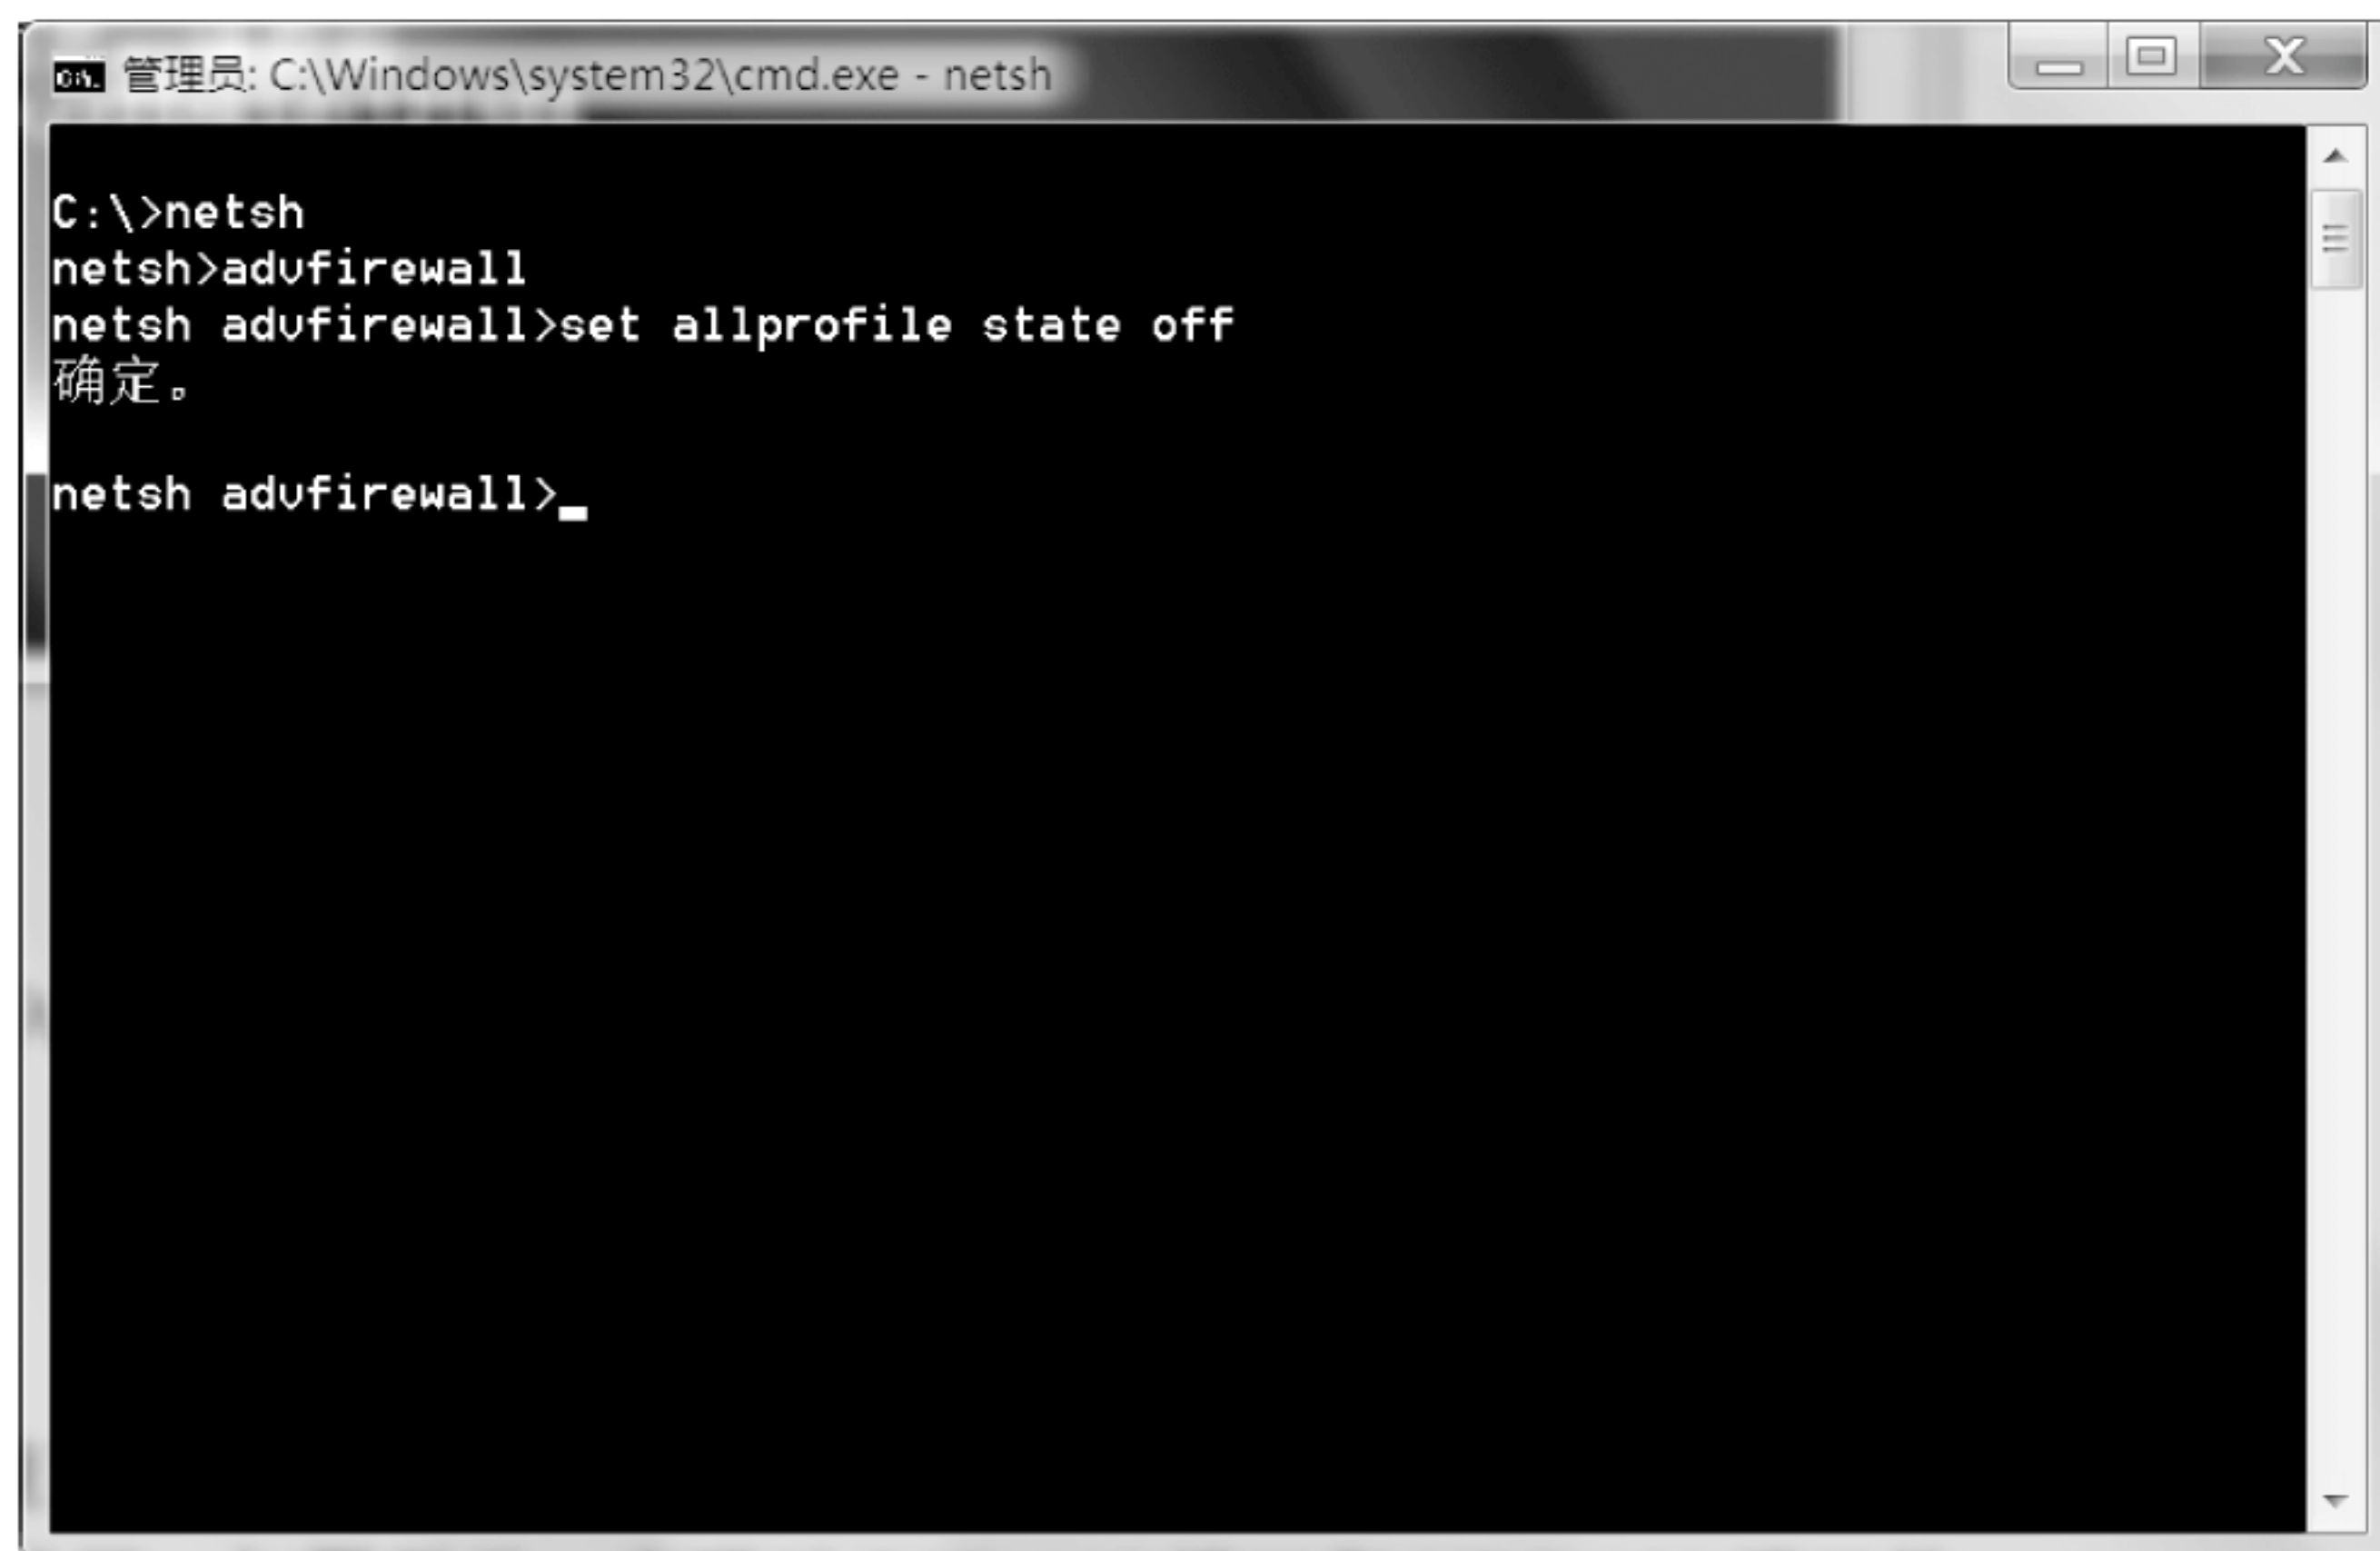 管理员: C:\Windows\system32\cmd.exe - netsh
C:\>netsh
netsh>advfirewall
netsh advfirewall>set allprofile state off
确定。
netsh advfirewall>